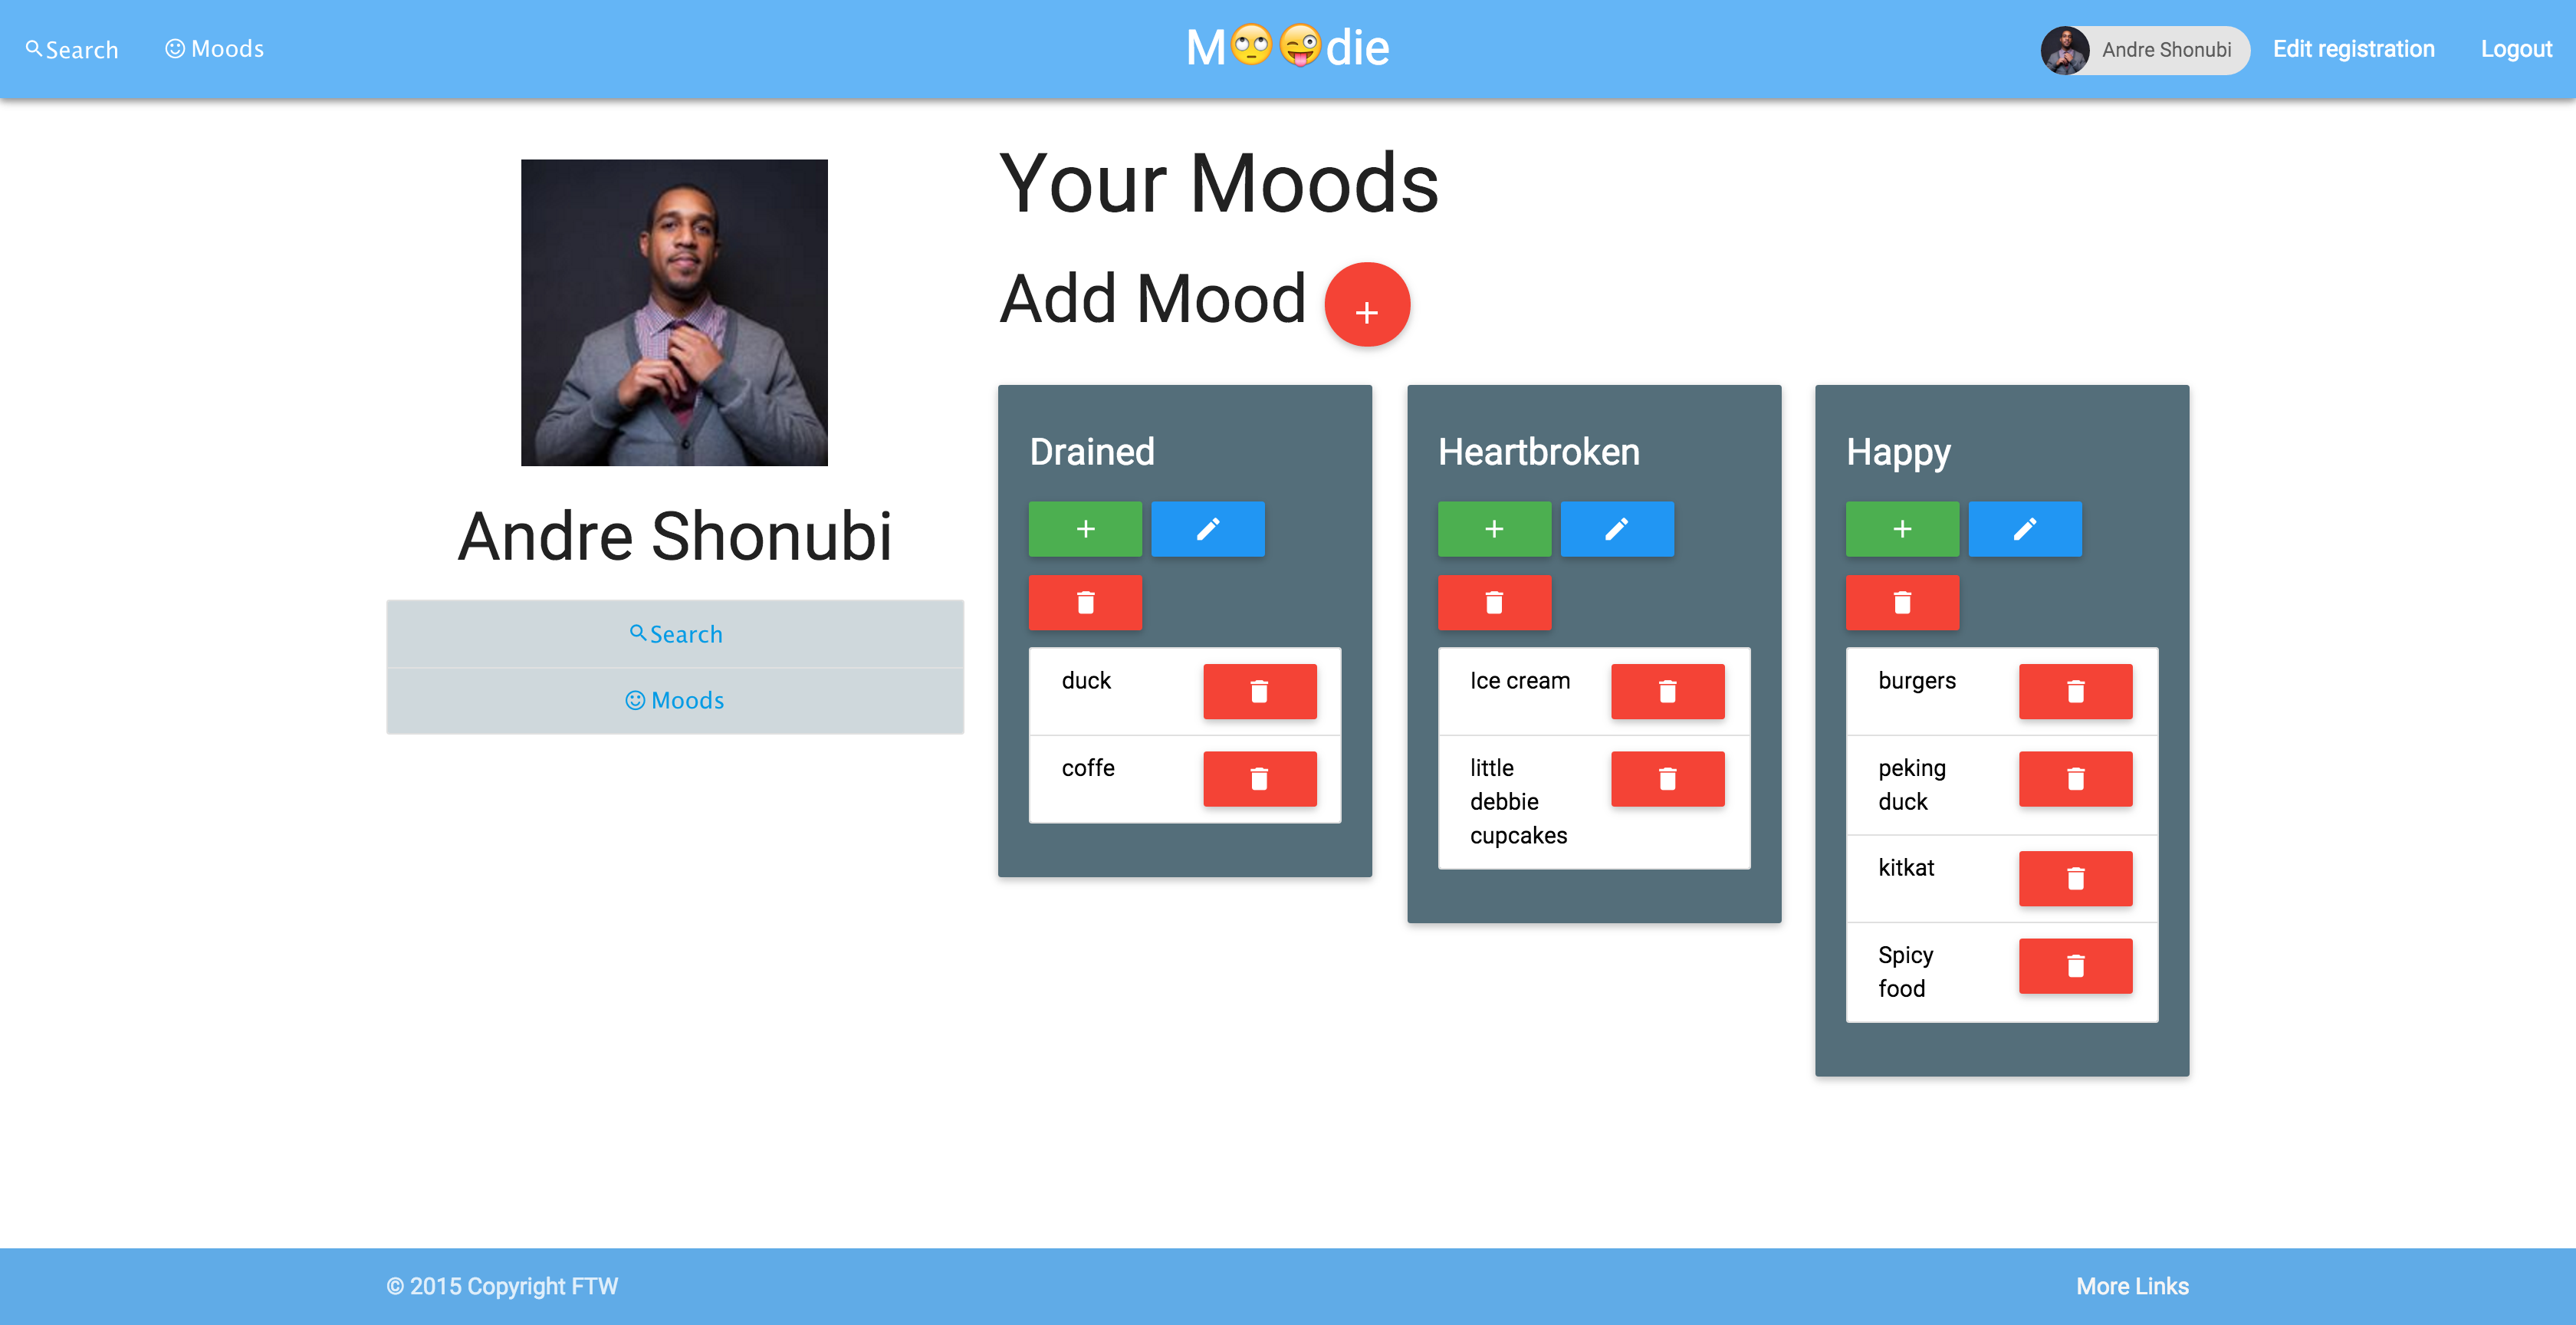 Search
Moods
M🙄😜die
Andre Shonubi
Edit registration
Logout
Andre Shonubi
Search
Moods
Your Moods
Add Mood +
Drained
duck
coffe
Heartbroken
Ice cream
little
debbie
cupcakes
Happy
burgers
peking
duck
kitkat
Spicy
food
© 2015 Copyright FTW
More Links